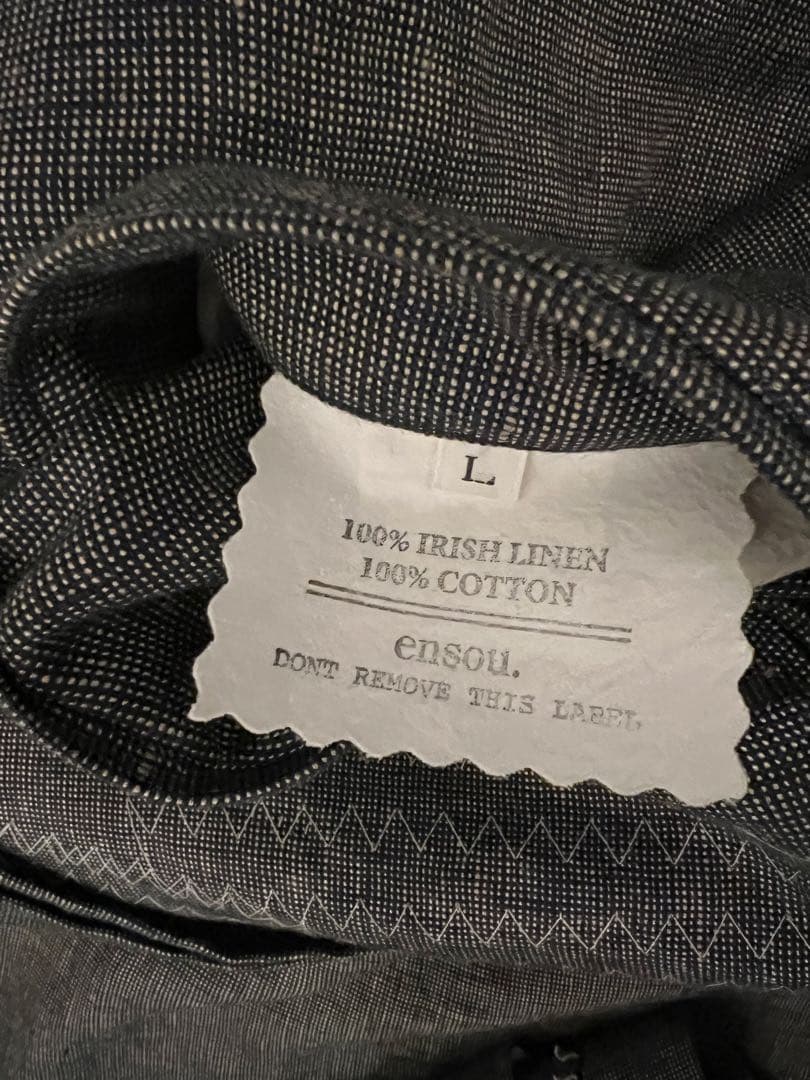 L
100% IRISH LINEN
100% COTTON
ensou.
DONT REMOVE THIS LABEL